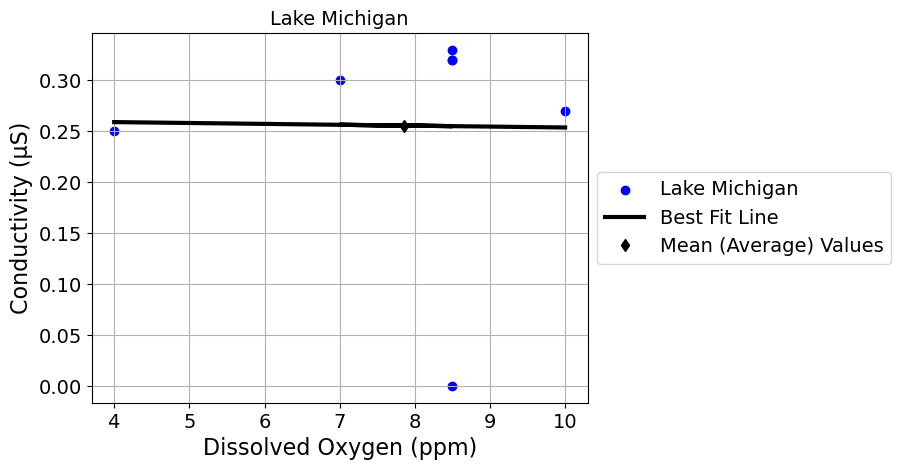 Lake Michigan
0.30
0.25
0.20
0.15
0.10
0.05
0.00
Conductivity (μS)
4 5 6 7 8 9 10
Dissolved Oxygen (ppm)
Lake Michigan
Best Fit Line
Mean (Average) Values